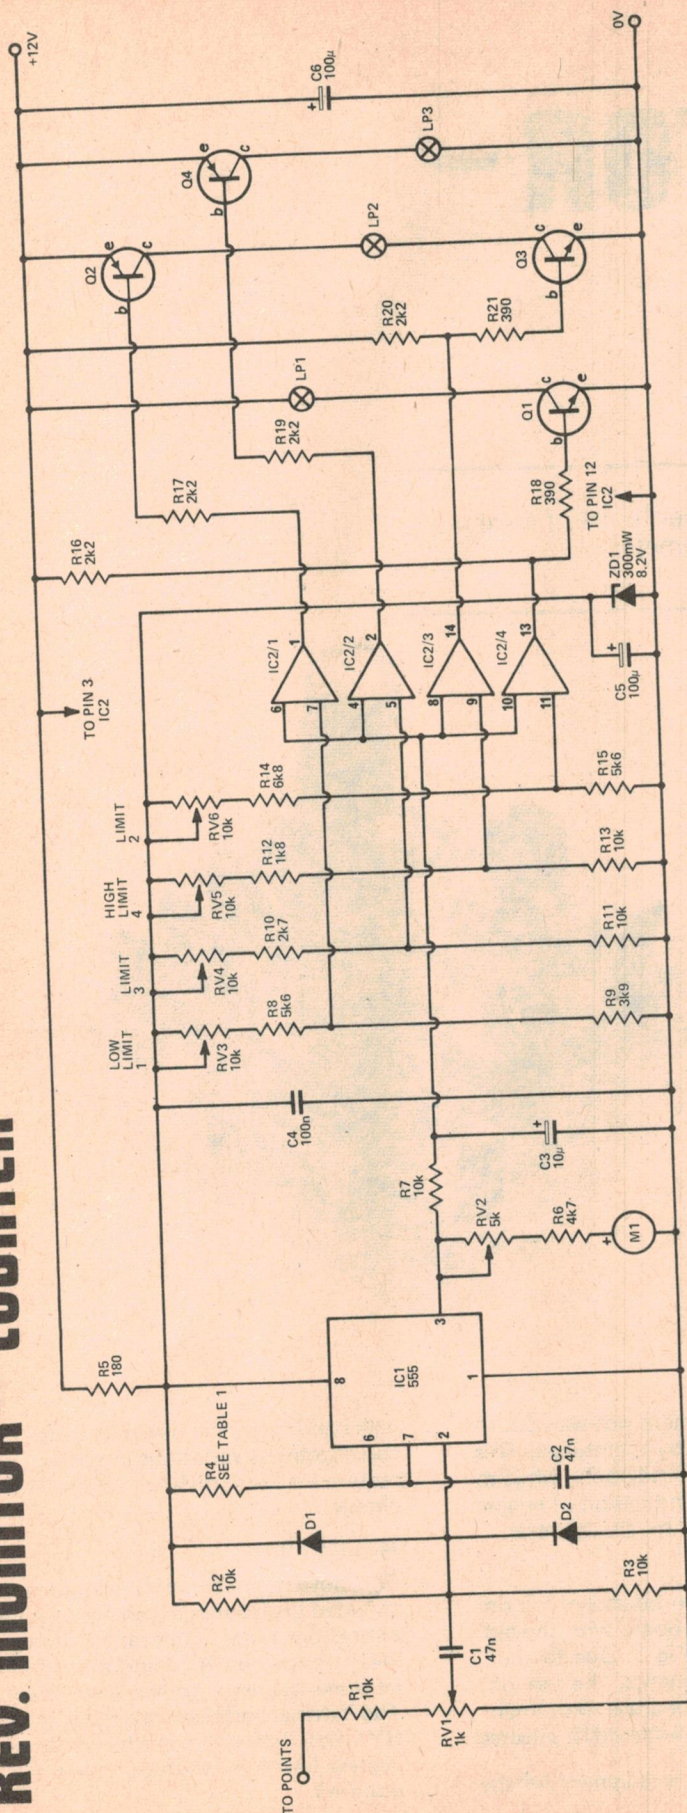 REV. MONITOR
+12V
0V
C6
100µ
+
Q4
e
c
b
LP3
Q2
e
c
b
LP2
Q3
c
e
b
R20
2k2
R21
390
LP1
Q1
c
e
b
R19
2k2
R17
2k2
R18
390
TO PIN 12
IC2
R16
2k2
ZD1
300mW
8.2V
C5
100µ
+
TO PIN 3
IC2
IC2/1
6
7
1
IC2/2
4
5
2
IC2/3
8
9
14
IC2/4
10
11
13
LIMIT
2
RV6
10k
R14
6k8
R15
5k6
HIGH
LIMIT
4
RV5
10k
R12
1k8
R13
10k
LIMIT
3
RV4
10k
R10
2k7
R11
10k
LOW
LIMIT
1
RV3
10k
R8
5k6
R9
3k9
C4
100n
C3
10µ
+
R7
10k
RV2
5k
R6
4k7
+
M1
R5
180
IC1
555
8
3
1
6
7
2
R4
SEE TABLE 1
C2
47n
D1
D2
R2
10k
R3
10k
C1
47n
R1
10k
RV1
1k
TO POINTS